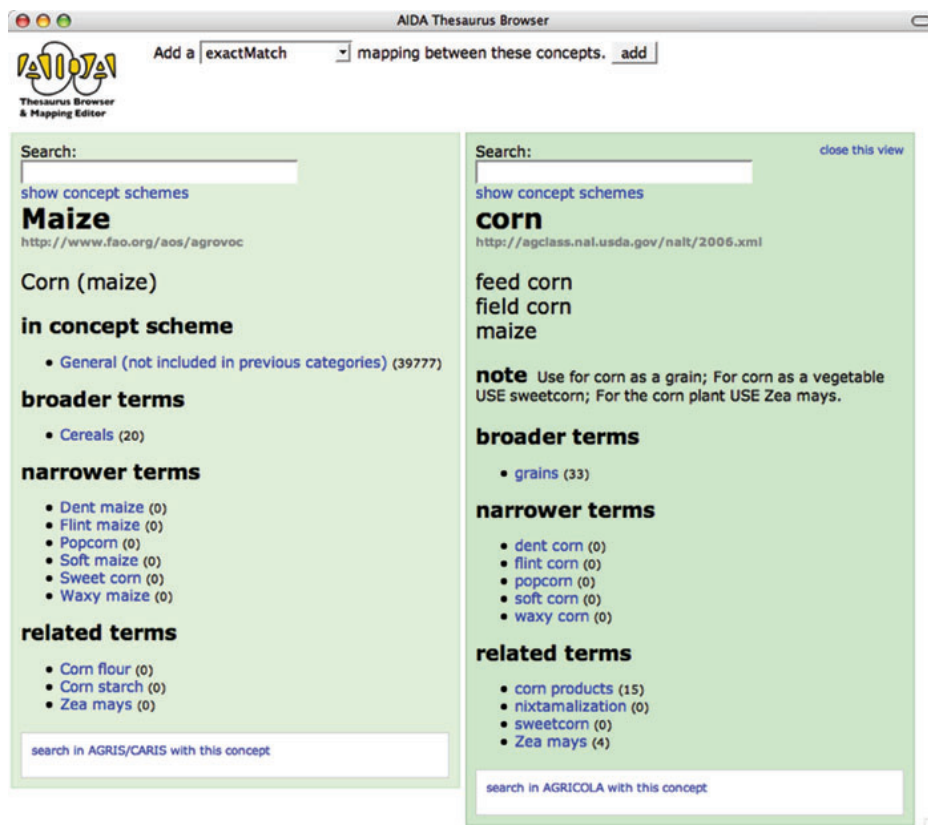 AIDA Thesaurus Browser
AIDA
Thesaurus Browser
& Mapping Editor
Add a exactMatch mapping between these concepts. add
Search:
show concept schemes
Maize
http://www.fao.org/aos/agrovoc
Corn (maize)
in concept scheme
• General (not included in previous categories) (39777)
broader terms
• Cereals (20)
narrower terms
• Dent maize (0)
• Flint maize (0)
• Popcorn (0)
• Soft maize (0)
• Sweet corn (0)
• Waxy maize (0)
related terms
• Corn flour (0)
• Corn starch (0)
• Zea mays (0)
search in AGRIS/CARIS with this concept
Search: close this view
show concept schemes
corn
http://agclass.nal.usda.gov/nalt/2006.xml
feed corn
field corn
maize
note Use for corn as a grain; For corn as a vegetable
USE sweetcorn; For the corn plant USE Zea mays.
broader terms
• grains (33)
narrower terms
• dent corn (0)
• flint corn (0)
• popcorn (0)
• soft corn (0)
• waxy corn (0)
related terms
• corn products (15)
• nixtamalization (0)
• sweetcorn (0)
• Zea mays (4)
search in AGRICOLA with this concept